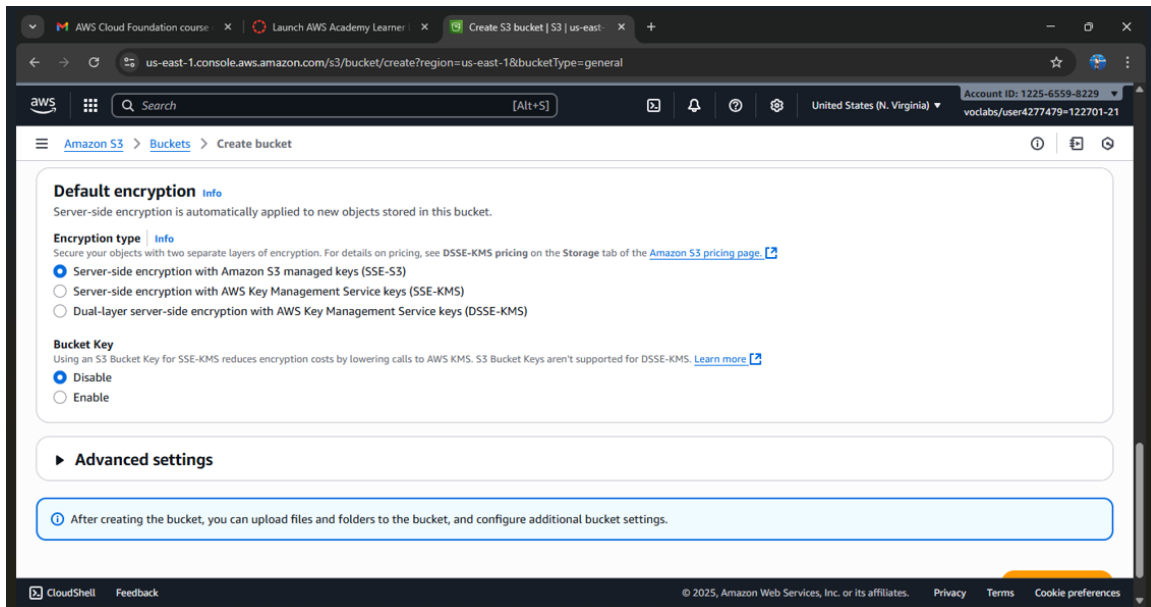 AWS Cloud Foundation course
Launch AWS Academy Learner
Create S3 bucket | S3 | us-east-
us-east-1.console.aws.amazon.com/s3/bucket/create?region=us-east-1&bucketType=general
aws
Search
[Alt+S]
United States (N. Virginia)
Account ID: 1225-6559-8229
voclabs/user4277479=122701-21
Amazon S3 > Buckets > Create bucket
Default encryption Info
Server-side encryption is automatically applied to new objects stored in this bucket.
Encryption type Info
Secure your objects with two separate layers of encryption. For details on pricing, see DSSE-KMS pricing on the Storage tab of the Amazon S3 pricing page.
Server-side encryption with Amazon S3 managed keys (SSE-S3)
Server-side encryption with AWS Key Management Service keys (SSE-KMS)
Dual-layer server-side encryption with AWS Key Management Service keys (DSSE-KMS)
Bucket Key
Using an S3 Bucket Key for SSE-KMS reduces encryption costs by lowering calls to AWS KMS. S3 Bucket Keys aren't supported for DSSE-KMS. Learn more
Disable
Enable
Advanced settings
After creating the bucket, you can upload files and folders to the bucket, and configure additional bucket settings.
CloudShell Feedback © 2025, Amazon Web Services, Inc. or its affiliates. Privacy Terms Cookie preferences